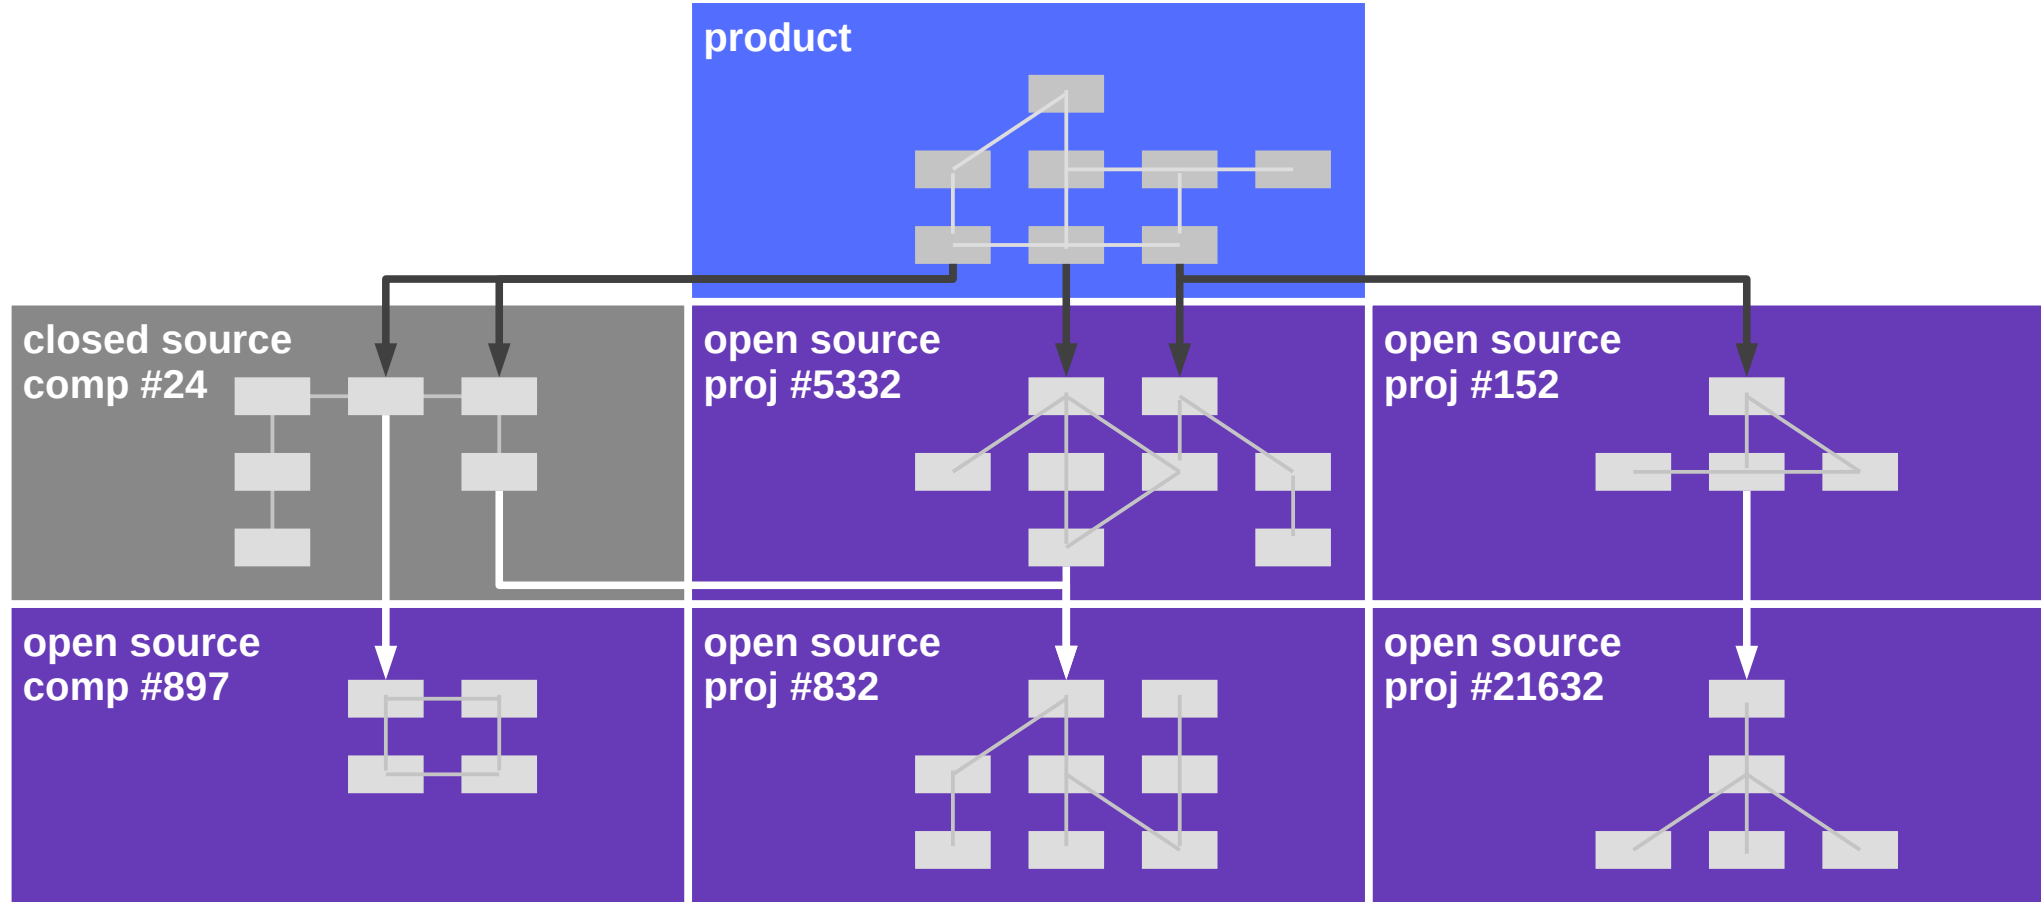 product
closed source
comp #24
open source
proj #5332
open source
proj #152
open source
comp #897
open source
proj #832
open source
proj #21632